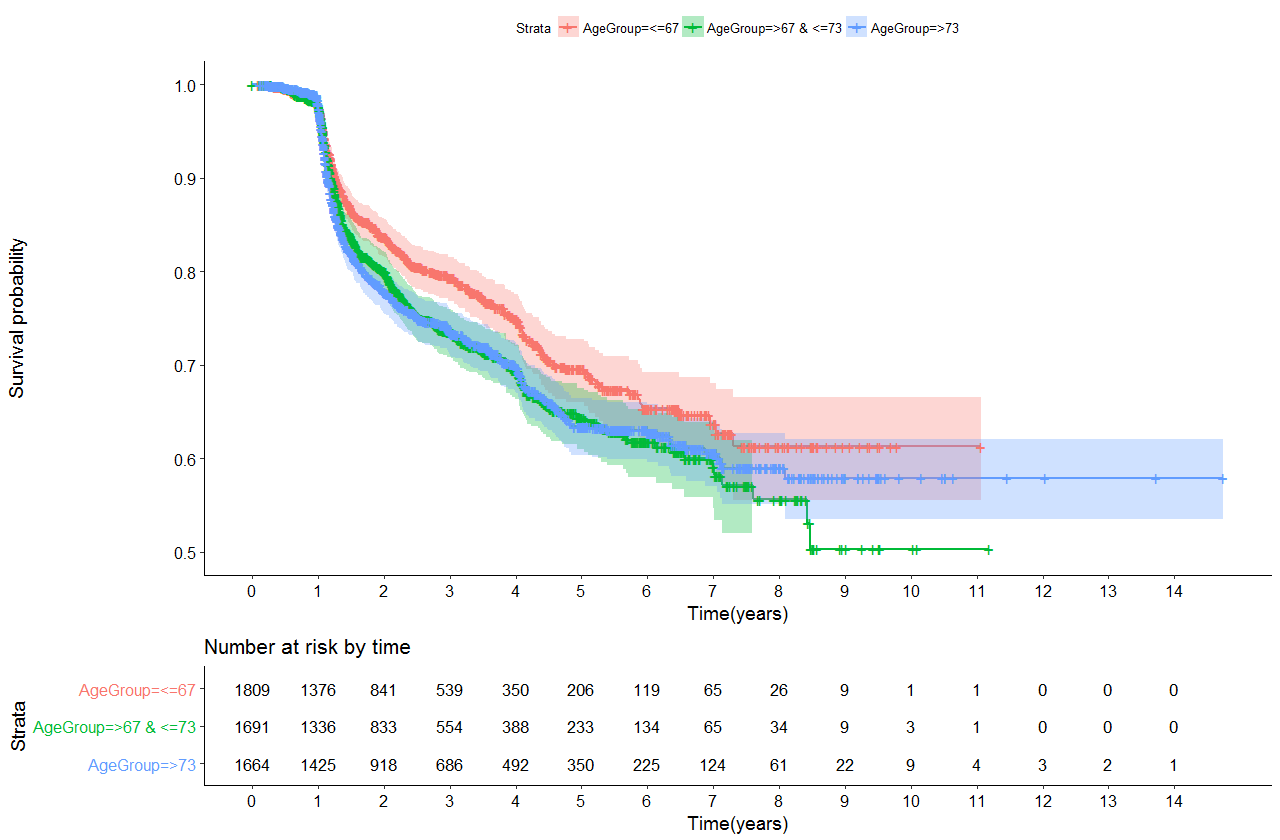 Strata AgeGroup=<=67 AgeGroup=>67 & <=73 AgeGroup=>73
Survival probability
1.0
0.9
0.8
0.7
0.6
0.5
0 1 2 3 4 5 6 7 8 9 10 11 12 13 14
Time(years)
Number at risk by time
Strata
AgeGroup=<=67 1809 1376 841 539 350 206 119 65 26 9 1 1 0 0 0
AgeGroup=>67 & <=73 1691 1336 833 554 388 233 134 65 34 9 3 1 0 0 0
AgeGroup=>73 1664 1425 918 686 492 350 225 124 61 22 9 4 3 2 1
0 1 2 3 4 5 6 7 8 9 10 11 12 13 14
Time(years)